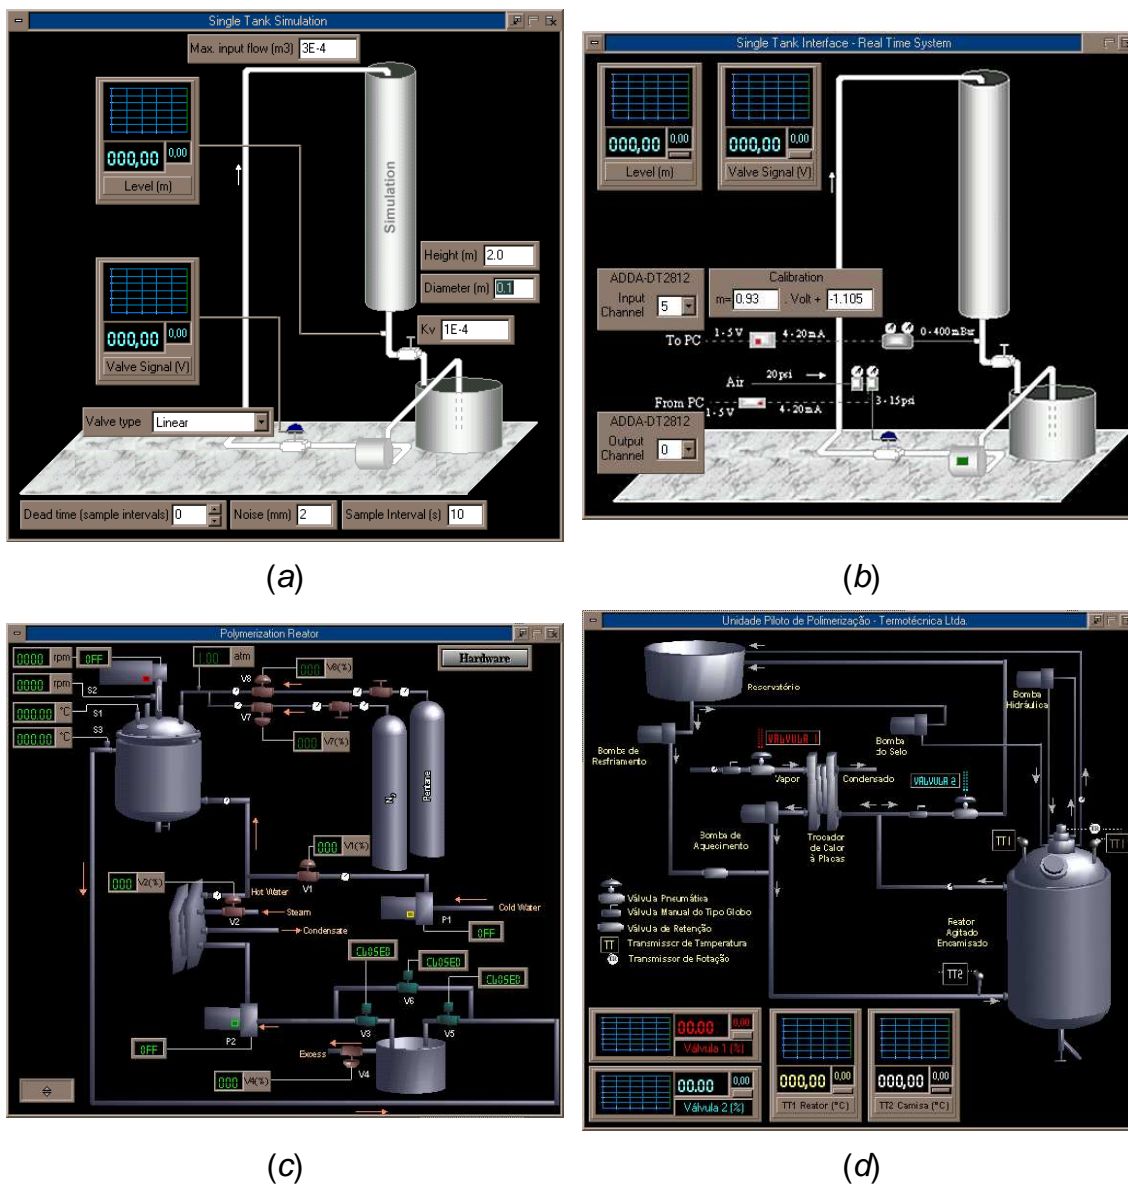 Single Tank Simulation
Max. input flow (m3) 3E-4
000,00 0,00
Level (m)
Simulation
Height (m) 2.0
Diameter (m) 0.1
Kv 1E-4
000,00 0,00
Valve Signal (V)
Valve type Linear
Dead time (sample intervals) 0 Noise (mm) 2 Sample Interval (s) 10
(a)
Single Tank Interface - Real Time System
000,00 0,00 000,00 0,00
Level (m) Valve Signal (V)
ADDA-DT2812 Calibration
Input Channel 5 m= 0.93 . Volt + -1.105
To PC 1 - 5 V 4 - 20 mA 0 - 400 mBar
Air 20 psi
From PC 1 - 5 V 4 - 20 mA 3 - 15 psi
ADDA-DT2812
Output Channel 0
(b)
Polymerization Reator
0000 rpm OFF 1.00 atm 000 V8(%) Hardware
0000 rpm S2 V8
000.00 °C S1
000.00 °C S3 V7
000 V7(%)
N2 Pentane
000 V1(%)
000 V2(%) V1
Hot Water
V2 Steam Cold Water
Condensate P1
OFF
CLOSED CLOSED CLOSED
V6
V3 V5
P2
OFF Excess
V4
000 V4(%)
(c)
Unidade Piloto de Polimerização - Termotécnica Ltda.
Reservatório
Bomba Hidráulica
Bomba de Resfriamento
Bomba do Selo
VÁLVULA 1
Vapor Condensado
VÁLVULA 2
Bomba de Aquecimento
Trocador de Calor à Placas
TT1 TR TT1
Válvula Pneumática
Válvula Manual do Tipo Globo
Válvula de Retenção
TT Transmissor de Temperatura
TR Transmissor de Rotação
Reator Agitado Encamisado
TT2
00.00 0,00
Válvula 1 (%)
00.00 0,00
Válvula 2 (%)
000,00 0,00
TT1 Reator (°C)
000,00 0,00
TT2 Camisa (°C)
(d)